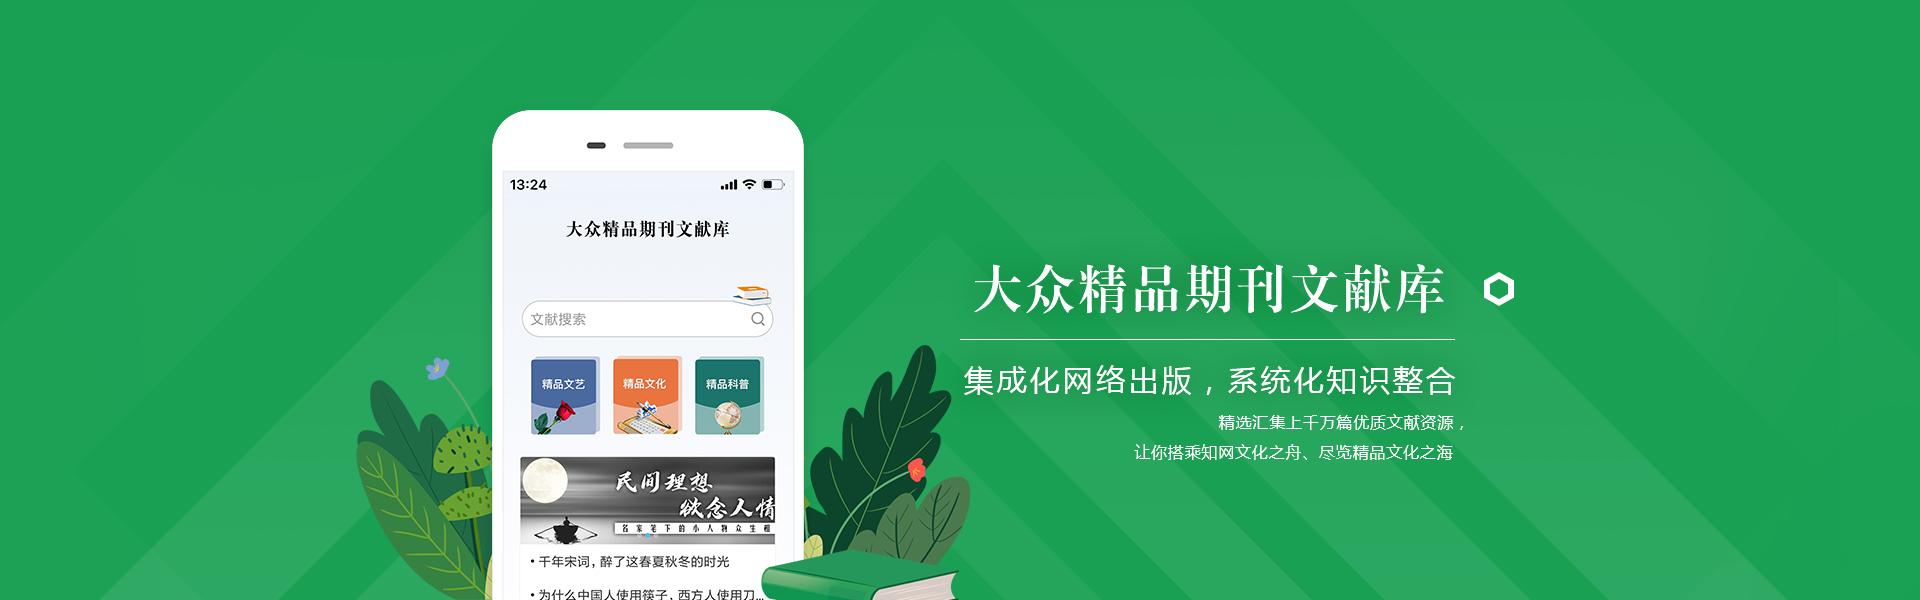 13:24
大众精品期刊文献库
文献搜索
精品文艺
精品文化
精品科普
民间理想
欲念人情
名家笔下的小人物众生相
• 千年宋词, 醉了这春夏秋冬的时光
• 为什么中国人使用筷子, 西方人使用刀...
大众精品期刊文献库
集成化网络出版，系统化知识整合
精选汇集上千万篇优质文献资源，
让你搭乘知网文化之舟、尽览精品文化之海